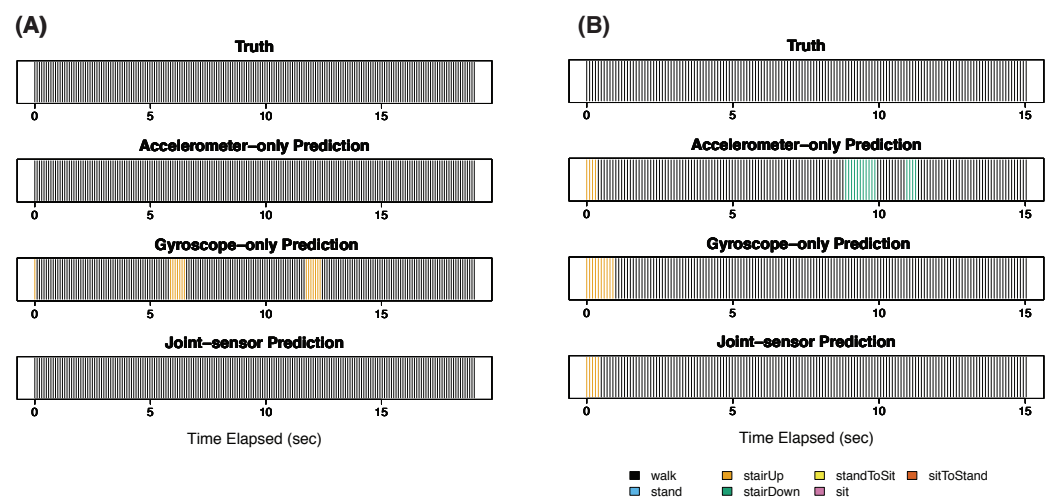 (A)
Truth
0 5 10 15
Accelerometer–only Prediction
0 5 10 15
Gyroscope–only Prediction
0 5 10 15
Joint–sensor Prediction
0 5 10 15
Time Elapsed (sec)
(B)
Truth
0 5 10 15
Accelerometer–only Prediction
0 5 10 15
Gyroscope–only Prediction
0 5 10 15
Joint–sensor Prediction
0 5 10 15
Time Elapsed (sec)
walk stairUp standToSit sitToStand
stand stairDown sit